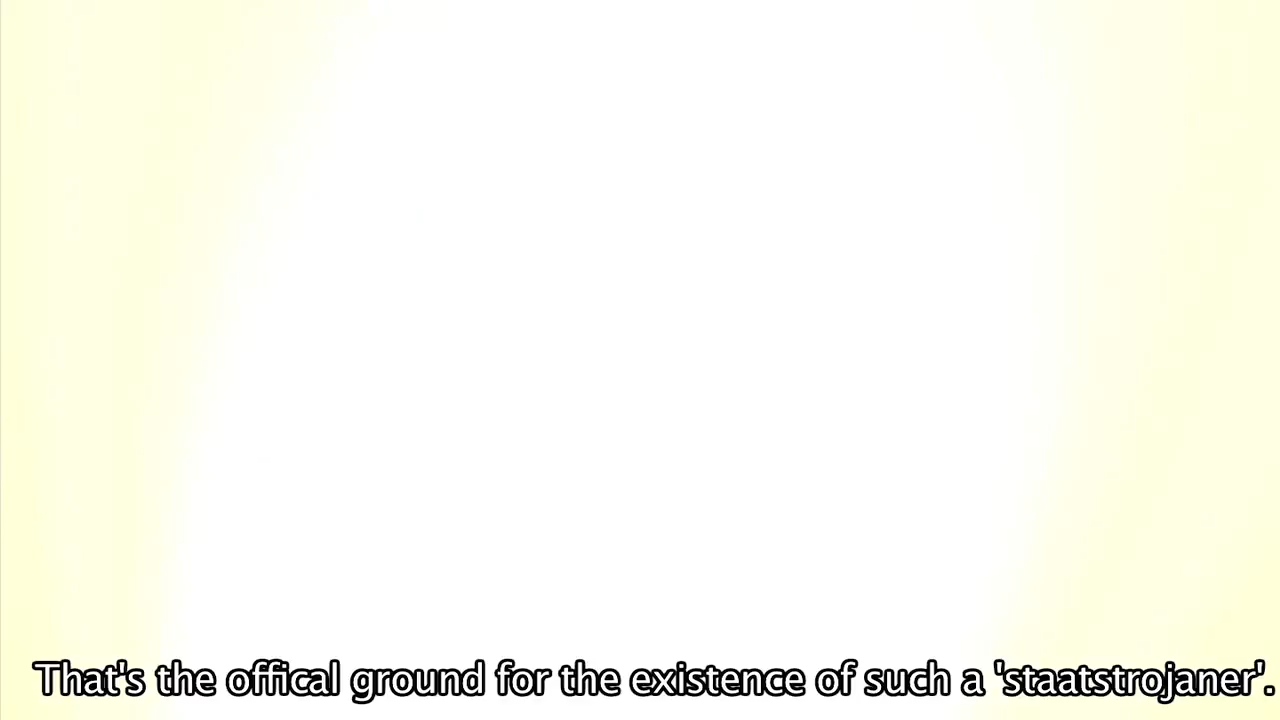 That's the offical ground for the existence of such a 'staatstrojaner'.